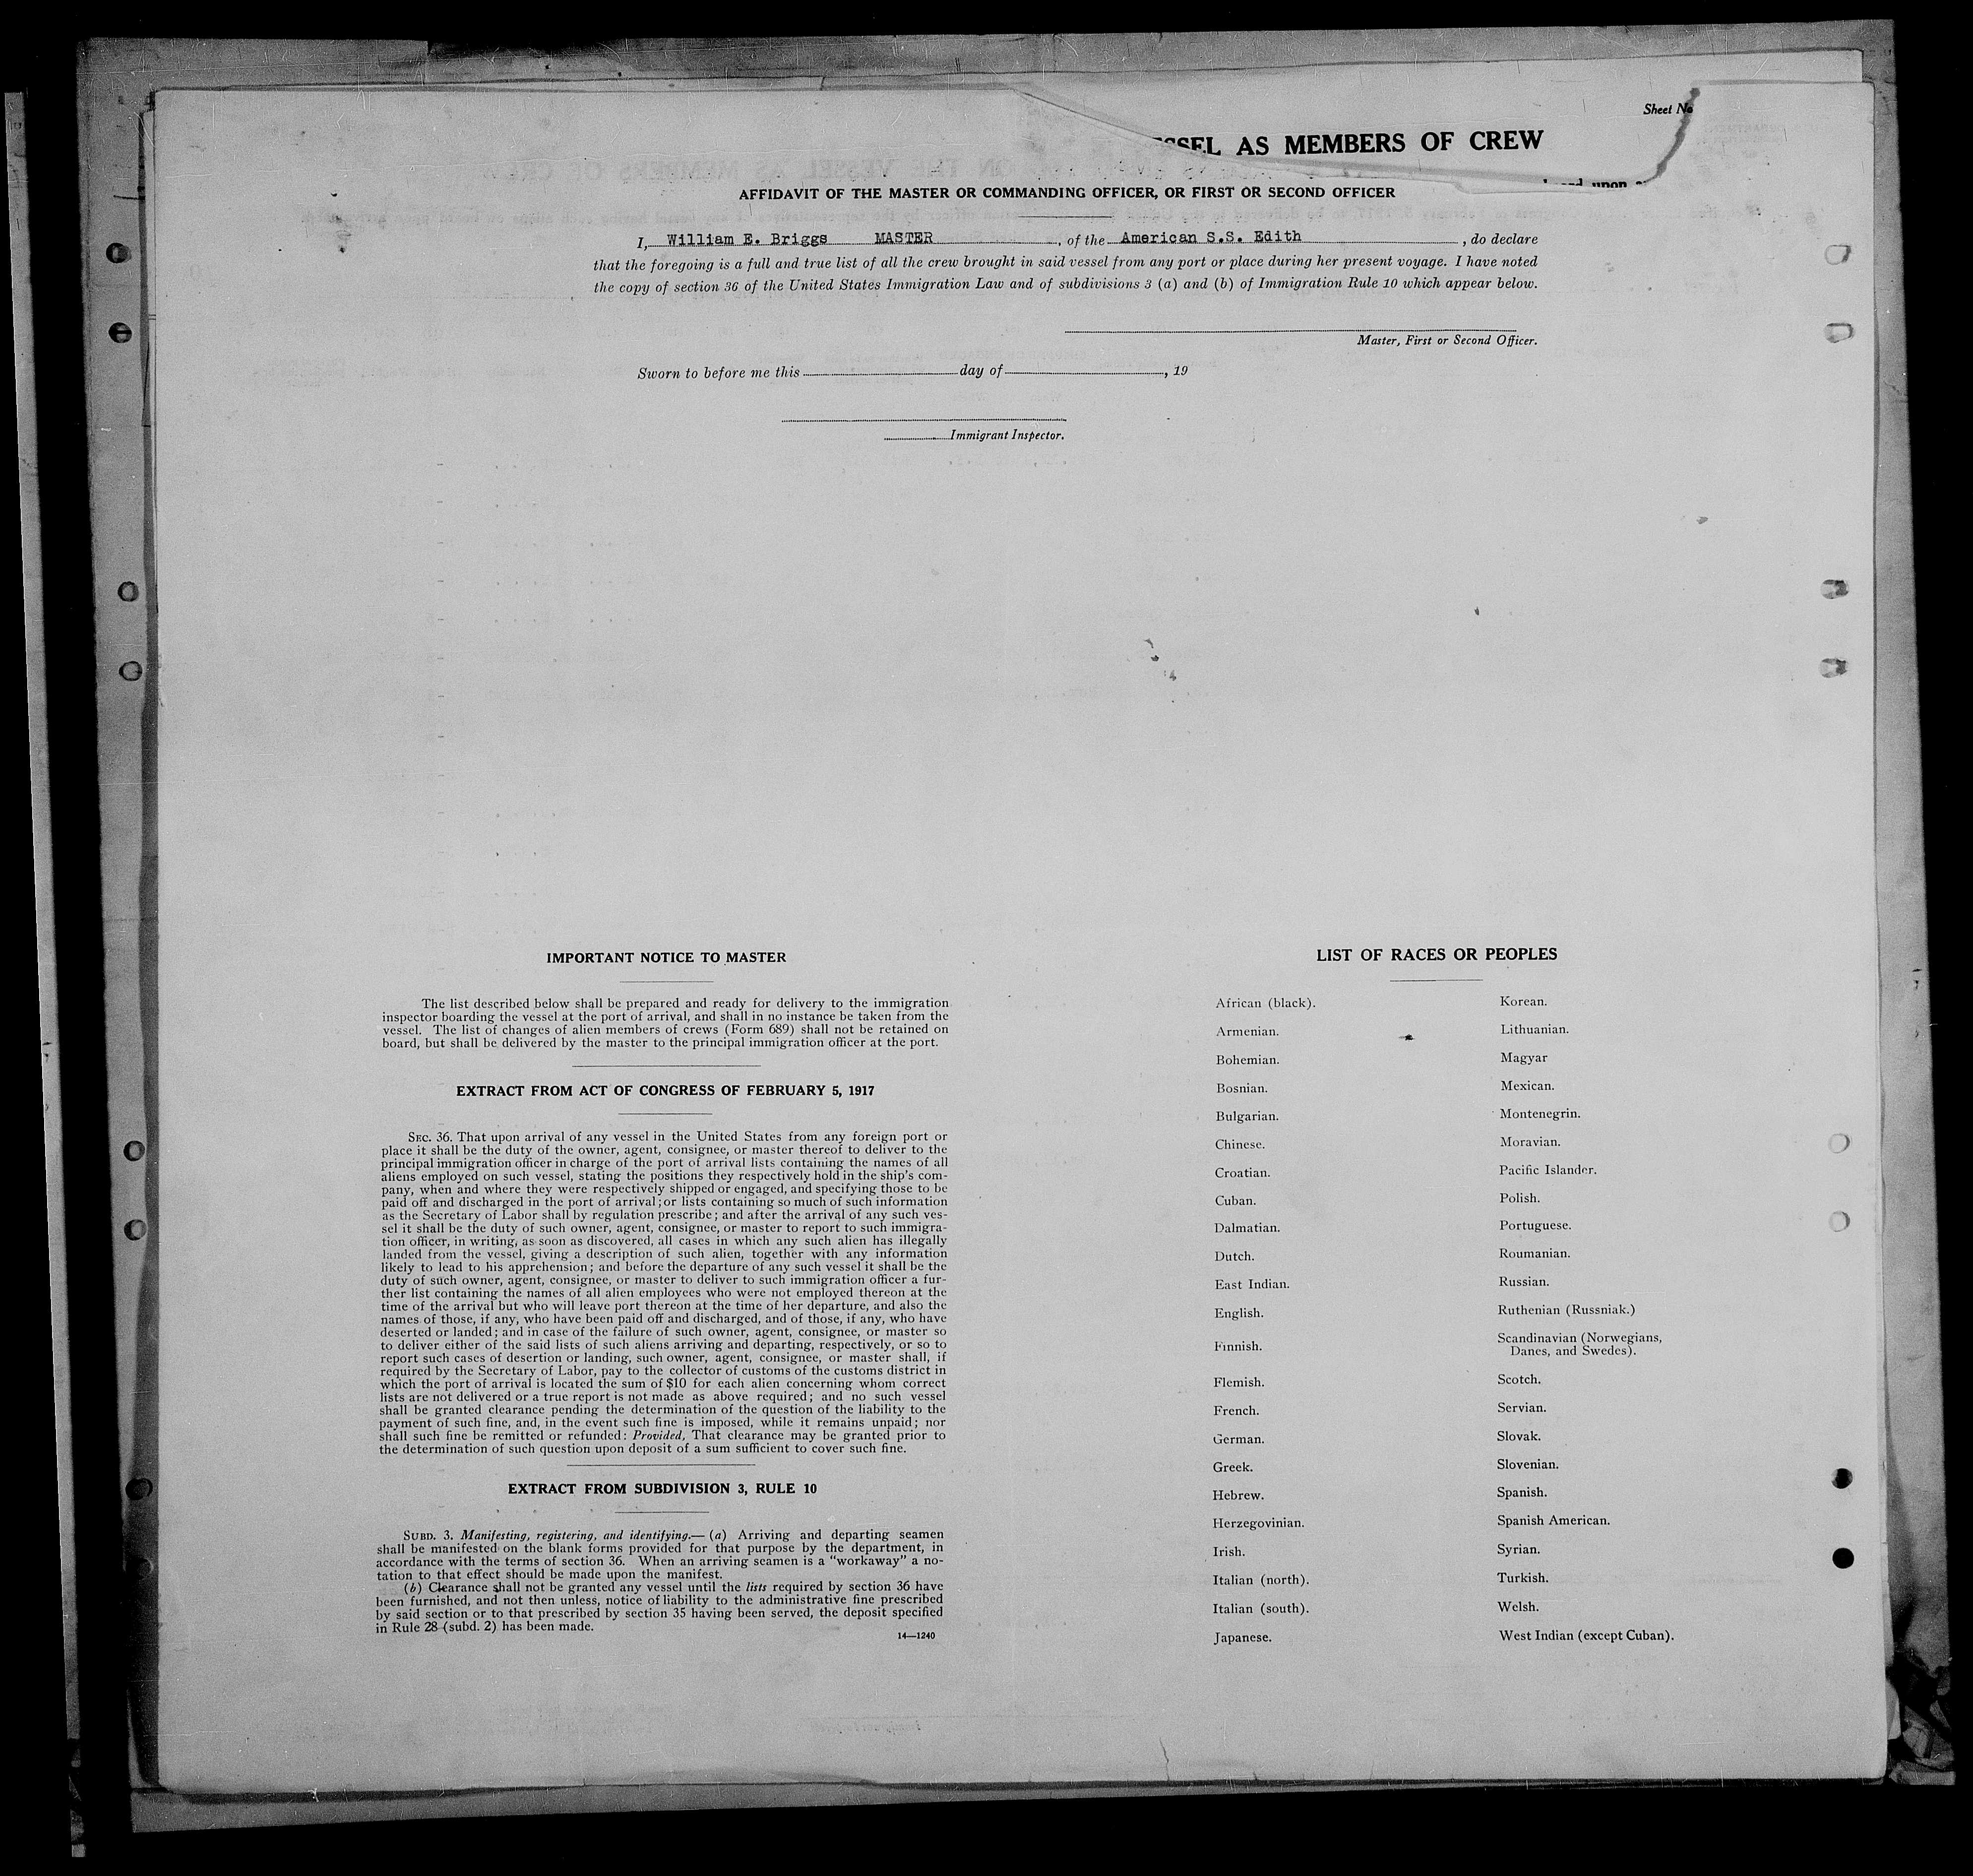 Sheet No
SSEL AS MEMBERS OF CREW
AFFIDAVIT OF THE MASTER OR COMMANDING OFFICER, OR FIRST OR SECOND OFFICER
I, William E. Briggs MASTER, of the American S.S. Edith, do declare
that the foregoing is a full and true list of all the crew brought in said vessel from any port or place during her present voyage. I have noted
the copy of section 36 of the United States Immigration Law and of subdivisions 3 (a) and (b) of Immigration Rule 10 which appear below.
Master, First or Second Officer.
Sworn to before me this day of , 19
Immigrant Inspector.
IMPORTANT NOTICE TO MASTER
The list described below shall be prepared and ready for delivery to the immigration
inspector boarding the vessel at the port of arrival, and shall in no instance be taken from the
vessel. The list of changes of alien members of crews (Form 689) shall not be retained on
board, but shall be delivered by the master to the principal immigration officer at the port.
EXTRACT FROM ACT OF CONGRESS OF FEBRUARY 5, 1917
SEC. 36. That upon arrival of any vessel in the United States from any foreign port or
place it shall be the duty of the owner, agent, consignee, or master thereof to deliver to the
principal immigration officer in charge of the port of arrival lists containing the names of all
aliens employed on such vessel, stating the positions they respectively hold in the ship's com-
pany, when and where they were respectively shipped or engaged, and specifying those to be
paid off and discharged in the port of arrival; or lists containing so much of such information
as the Secretary of Labor shall by regulation prescribe; and after the arrival of any such ves-
sel it shall be the duty of such owner, agent, consignee, or master to report to such immigra-
tion officer, in writing, as soon as discovered, all cases in which any such alien has illegally
landed from the vessel, giving a description of such alien, together with any information
likely to lead to his apprehension; and before the departure of any such vessel it shall be the
duty of such owner, agent, consignee, or master to deliver to such immigration officer a fur-
ther list containing the names of all alien employees who were not employed thereon at the
time of the arrival but who will leave port thereon at the time of her departure, and also the
names of those, if any, who have been paid off and discharged, and of those, if any, who have
deserted or landed; and in case of the failure of such owner, agent, consignee, or master so
to deliver either of the said lists of such aliens arriving and departing, respectively, or so to
report such cases of desertion or landing, such owner, agent, consignee, or master shall, if
required by the Secretary of Labor, pay to the collector of customs of the customs district in
which the port of arrival is located the sum of $10 for each alien concerning whom correct
lists are not delivered or a true report is not made as above required; and no such vessel
shall be granted clearance pending the determination of the question of the liability to the
payment of such fine, and, in the event such fine is imposed, while it remains unpaid; nor
shall such fine be remitted or refunded: Provided, That clearance may be granted prior to
the determination of such question upon deposit of a sum sufficient to cover such fine.
EXTRACT FROM SUBDIVISION 3, RULE 10
SUBD. 3. Manifesting, registering, and identifying.—(a) Arriving and departing seamen
shall be manifested on the blank forms provided for that purpose by the department, in
accordance with the terms of section 36. When an arriving seamen is a "workaway" a no-
tation to that effect should be made upon the manifest.
(b) Clearance shall not be granted any vessel until the lists required by section 36 have
been furnished, and not then unless, notice of liability to the administrative fine prescribed
by said section or to that prescribed by section 35 having been served, the deposit specified
in Rule 28 (subd. 2) has been made.
14—1240
LIST OF RACES OR PEOPLES
African (black).
Armenian.
Bohemian.
Bosnian.
Bulgarian.
Chinese.
Croatian.
Cuban.
Dalmatian.
Dutch.
East Indian.
English.
Finnish.
Flemish.
French.
German.
Greek.
Hebrew.
Herzegovinian.
Irish.
Italian (north).
Italian (south).
Japanese.
Korean.
Lithuanian.
Magyar
Mexican.
Montenegrin.
Moravian.
Pacific Islander.
Polish.
Portuguese.
Roumanian.
Russian.
Ruthenian (Russniak.)
Scandinavian (Norwegians,
Danes, and Swedes).
Scotch.
Servian.
Slovak.
Slovenian.
Spanish.
Spanish American.
Syrian.
Turkish.
Welsh.
West Indian (except Cuban).